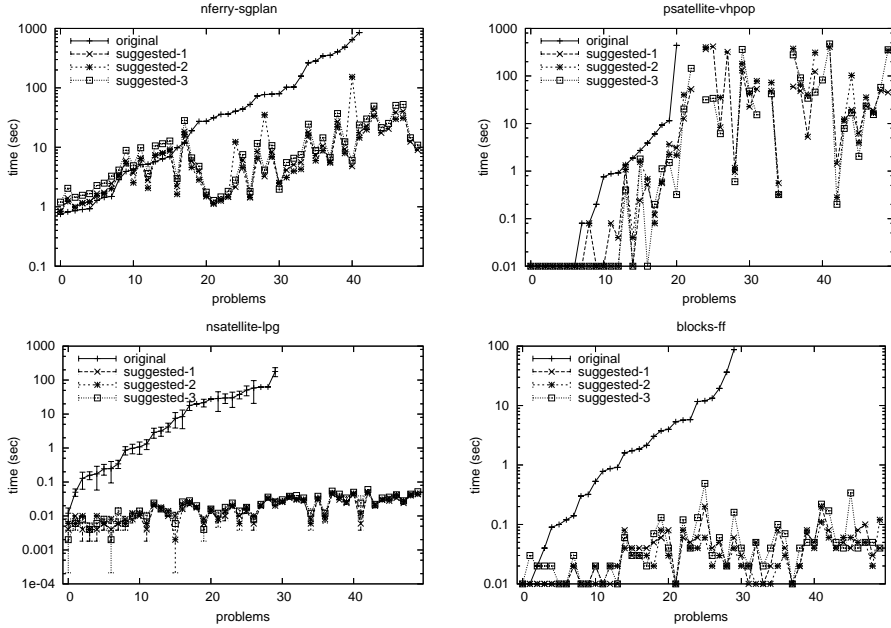 nferry-sgplan
1000
100
10
1
0.1
time (sec)
original
suggested-1
suggested-2
suggested-3
0 10 20 30 40
problems
psatellite-vhpop
1000
100
10
1
0.1
0.01
time (sec)
original
suggested-1
suggested-2
suggested-3
0 10 20 30 40
problems
nsatellite-lpg
1000
100
10
1
0.1
0.01
0.001
1e-04
time (sec)
original
suggested-1
suggested-2
suggested-3
0 10 20 30 40
problems
blocks-ff
100
10
1
0.1
0.01
time (sec)
original
suggested-1
suggested-2
suggested-3
0 10 20 30 40
problems